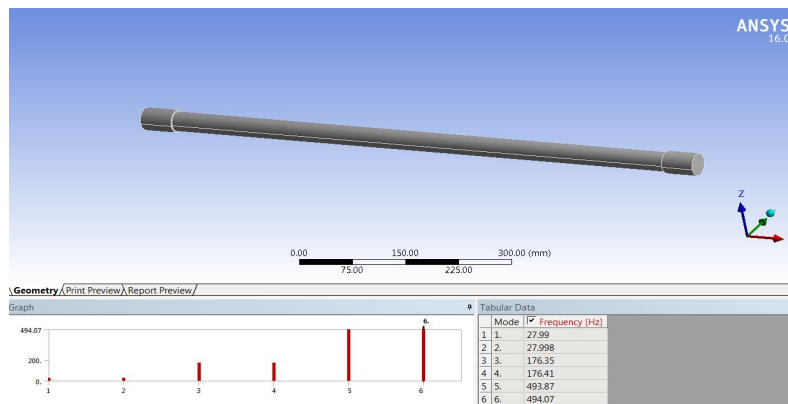 ANSYS
16.0
Z
0.00 150.00 300.00 (mm)
75.00 225.00
Geometry Print Preview Report Preview
Graph
494.07
200.
0.
6.
1 2 3 4 5 6
Tabular Data
Mode Frequency [Hz]
1 1. 27.99
2 2. 27.998
3 3. 176.35
4 4. 176.41
5 5. 493.87
6 6. 494.07